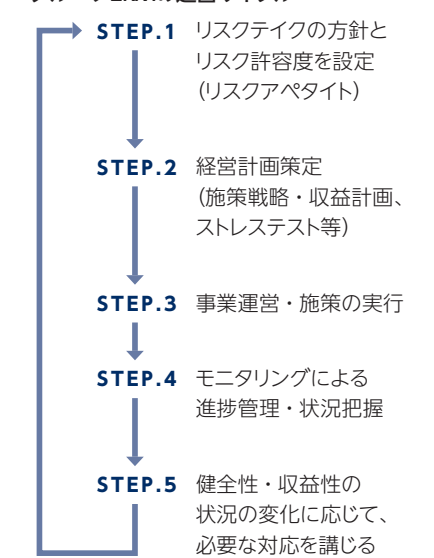 STEP.1 リスクテイクの方針と
リスク許容度を設定
(リスクアペタイト)
STEP.2 経営計画策定
(施策戦略・収益計画、
ストレステスト等)
STEP.3 事業運営・施策の実行
STEP.4 モニタリングによる
進捗管理・状況把握
STEP.5 健全性・収益性の
状況の変化に応じて、
必要な対応を講じる